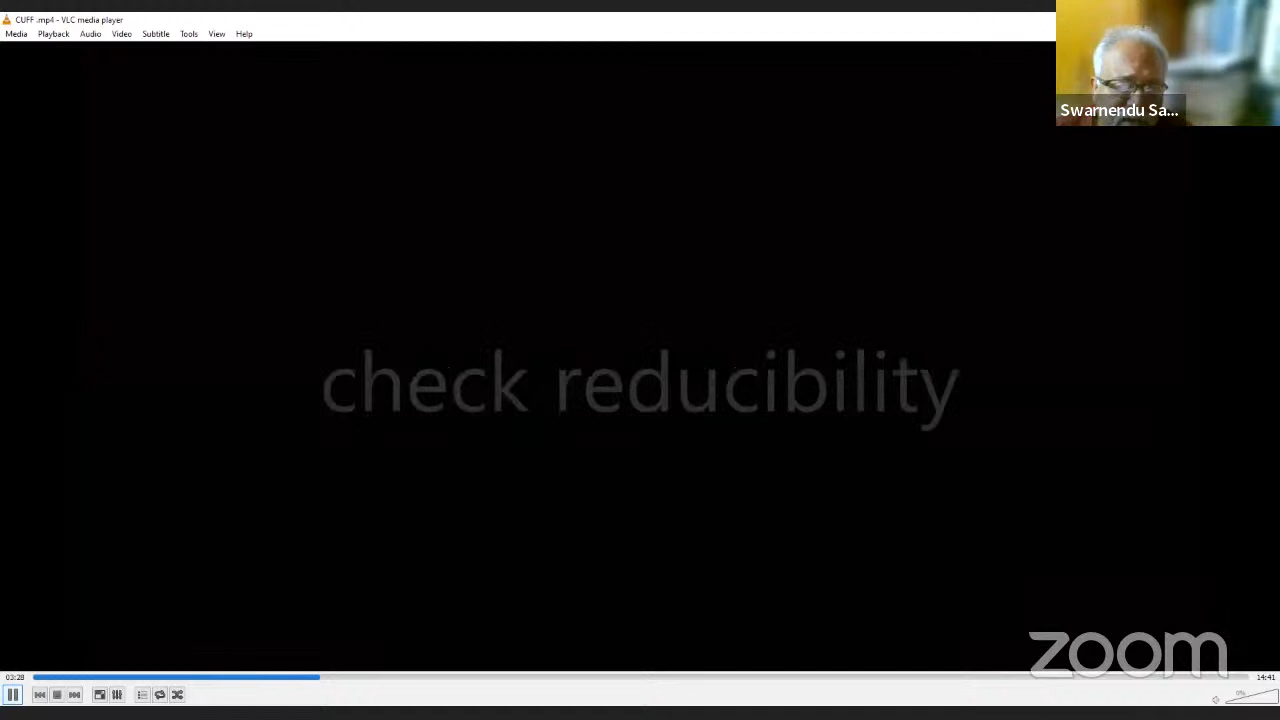 CUFF .mp4 - VLC media player
Media Playback Audio Video Subtitle Tools View Help
Swarnendu Sa...
check reducibility
zoom
03:28
14:41
0%